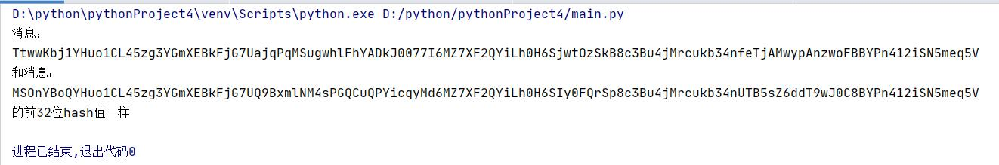 D:\python\pythonProject4\venv\Scripts\python.exe D:/python/pythonProject4/main.py
消息:
TtwwKbj1YHuo1CL45zg3YGmXEBkFjG7UajqPqMSugwhlFhYADkJ0077I6MZ7XF2QYiLh0H6SjwtOzSkB8c3Bu4jMrcukb34nfeTjAMwypAnzwoFBBYPn412iSN5meq5V
和消息:
MSOnYBoQYHuo1CL45zg3YGmXEBkFjG7UQ9BxmlNM4sPGQCuQPYicqyMd6MZ7XF2QYiLh0H6SIy0FQrSp8c3Bu4jMrcukb34nUTB5sZ6ddT9wJ0C8BYPn412iSN5meq5V
的前32位hash值一样
进程已结束,退出代码0